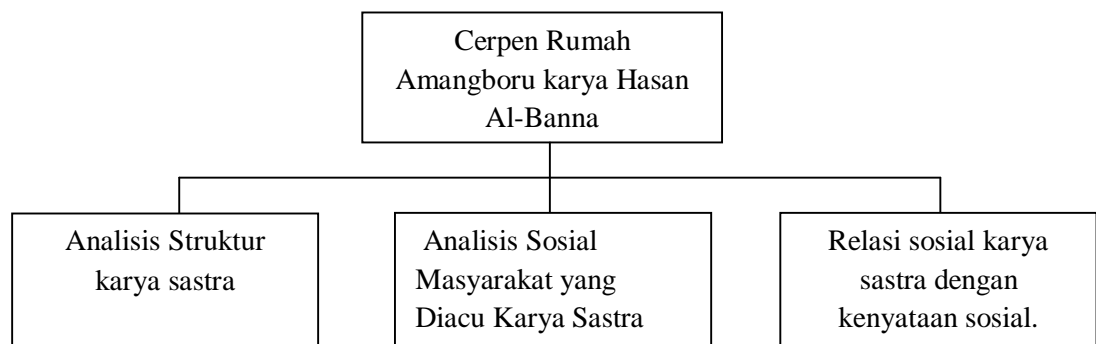 Cerpen Rumah
Amangboru karya Hasan
Al-Banna
Analisis Struktur
karya sastra
Analisis Sosial
Masyarakat yang
Diacu Karya Sastra
Relasi sosial karya
sastra dengan
kenyataan sosial.